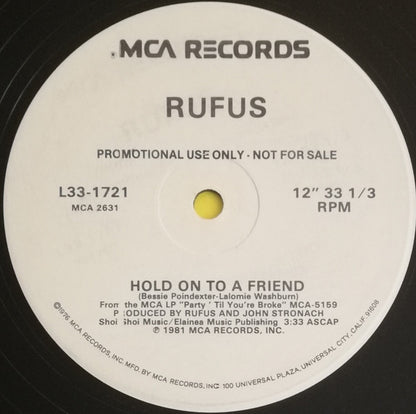 MCA RECORDS
RUFUS
PROMOTIONAL USE ONLY - NOT FOR SALE
L33-1721
MCA 2631
12" 33 1/3
RPM
HOLD ON TO A FRIEND
(Bessie Poindexter-Lalomie Washburn)
From the MCA LP "Party 'Til You're Broke" MCA-5159
P ODUCED BY RUFUS AND JOHN STRONACH
Shoi Shoi Music/Elainea Music Publishing 3:33 ASCAP
℗ 1981 MCA RECORDS, INC.
©1976 MCA RECORDS, INC. MFG. BY MCA RECORDS, INC 100 UNIVERSAL PLAZA, UNIVERSAL CITY, CALIF. 91608